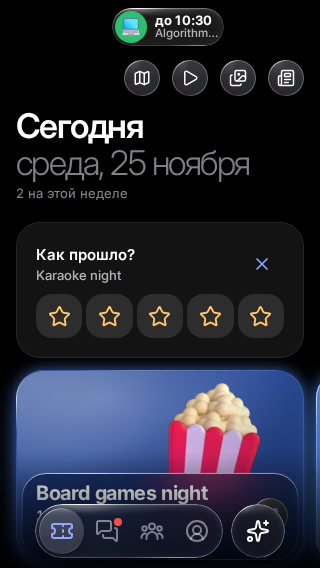 до 10:30
Algorithm...
Сегодня
среда, 25 ноября
2 на этой неделе
Как прошло?
Karaoke night
Board games night